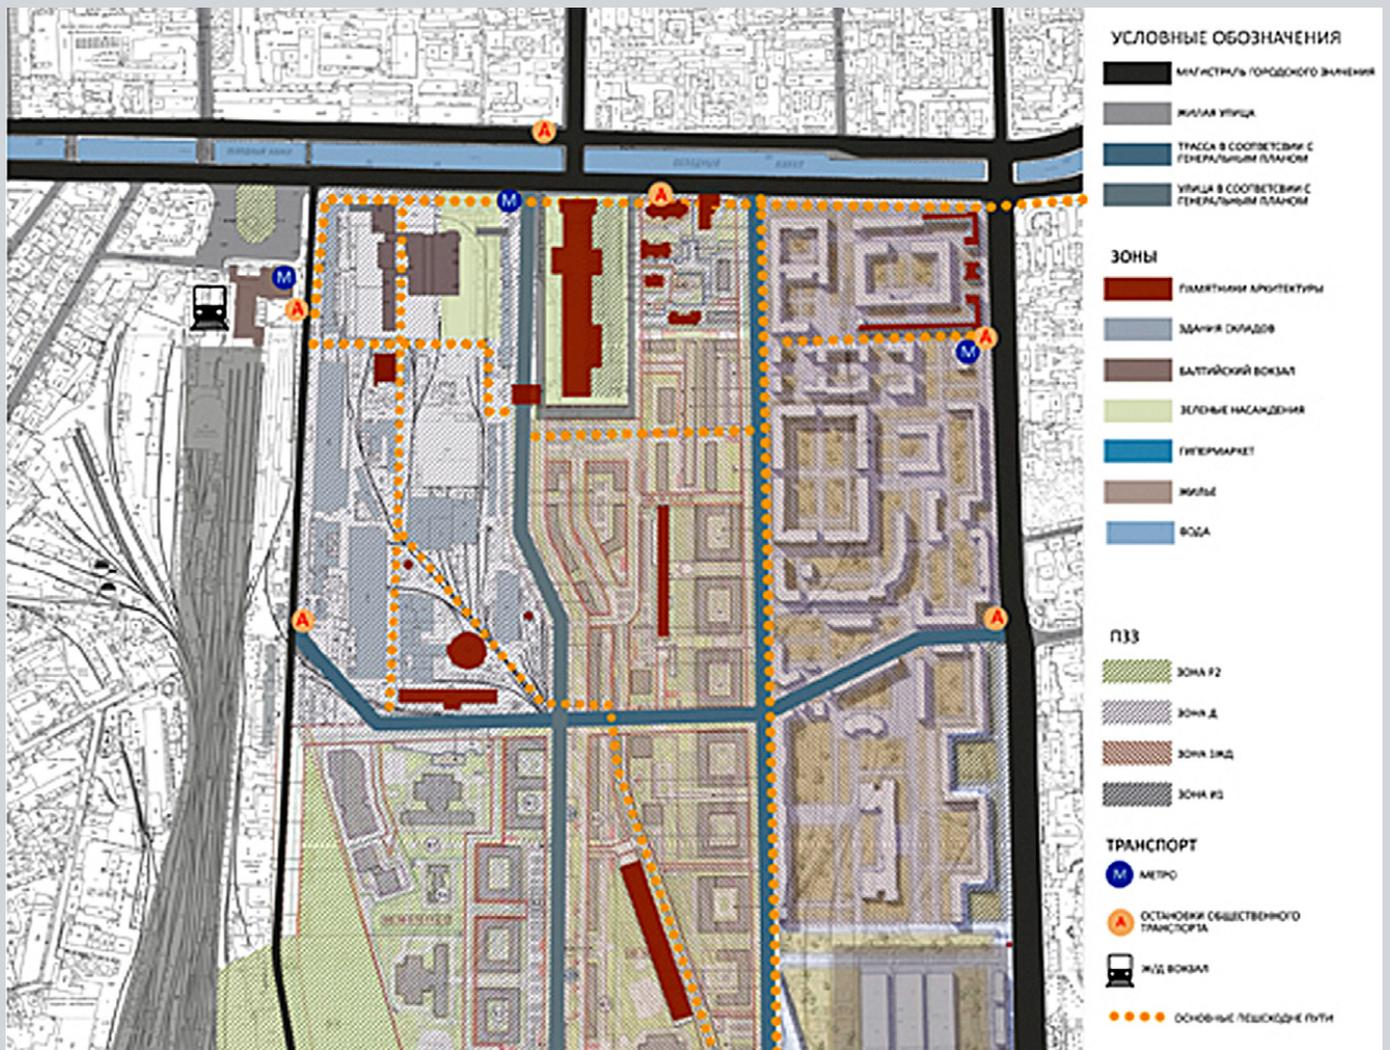 УСЛОВНЫЕ ОБОЗНАЧЕНИЯ
МАГИСТРАЛЬ ГОРОДСКОГО ЗНАЧЕНИЯ
ЖИЛАЯ УЛИЦА
ТРАССА В СООТВЕТСВИИ С
ГЕНЕРАЛЬНЫМ ПЛАНОМ
УЛИЦА В СООТВЕТСВИИ С
ГЕНЕРАЛЬНЫМ ПЛАНОМ
ЗОНЫ
ПАМЯТНИКИ АРХИТЕКТУРЫ
ЗДАНИЯ СКЛАДОВ
БАЛТИЙСКИЙ ВОКЗАЛ
ЗЕЛЕНЫЕ НАСАЖДЕНИЯ
ГИПЕРМАРКЕТ
ЖИЛЬЕ
ВОДА
ПЗЗ
ЗОНА Р2
ЗОНА Д
ЗОНА 1ЖД
ЗОНА И1
ТРАНСПОРТ
М МЕТРО
А ОСТАНОВКИ ОБЩЕСТВЕННОГО
ТРАНСПОРТА
Ж/Д ВОКЗАЛ
ОСНОВНЫЕ ПЕШЕХОДНЕ ПУТИ
А
А
М
М
А
А
М
А
А